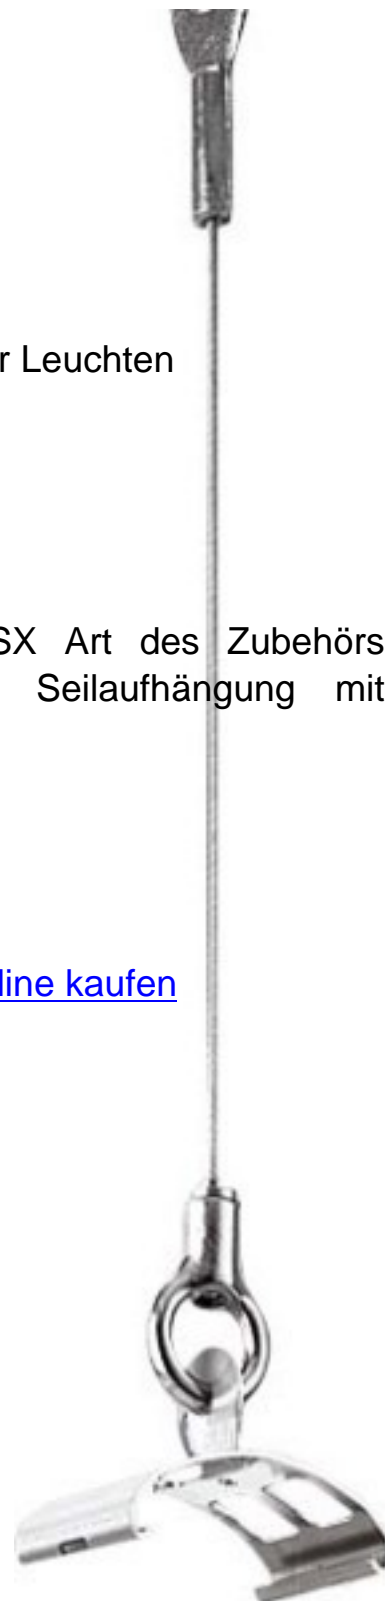 r Leuchten
SX Art des Zubehörs
Seilaufhängung mit
line kaufen